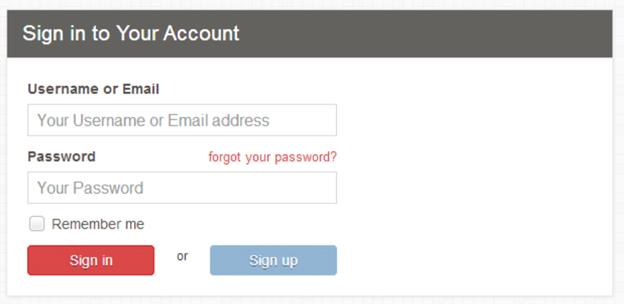 Sign in to Your Account
Username or Email
Your Username or Email address
Password forgot your password?
Your Password
Remember me
Sign in or Sign up